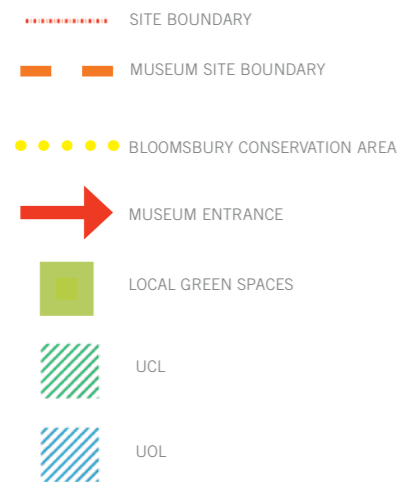 SITE BOUNDARY
MUSEUM SITE BOUNDARY
BLOOMSBURY CONSERVATION AREA
MUSEUM ENTRANCE
LOCAL GREEN SPACES
UCL
UOL